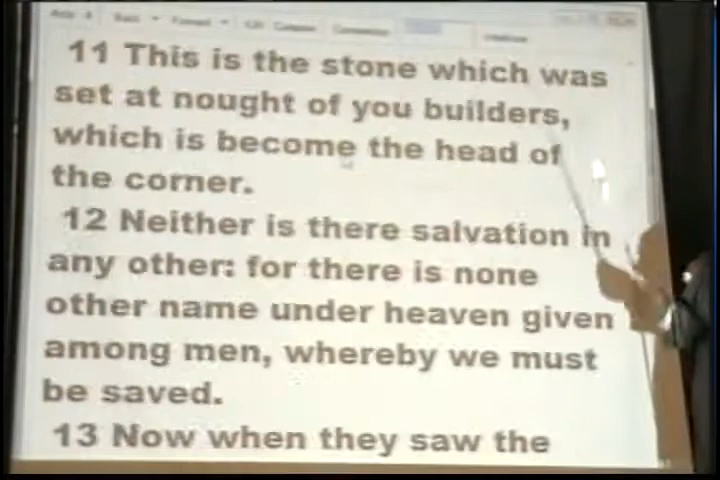 11 This is the stone which was
set at nought of you builders,
which is become the head of
the corner.
12 Neither is there salvation in
any other: for there is none
other name under heaven given
among men, whereby we must
be saved.
13 Now when they saw the